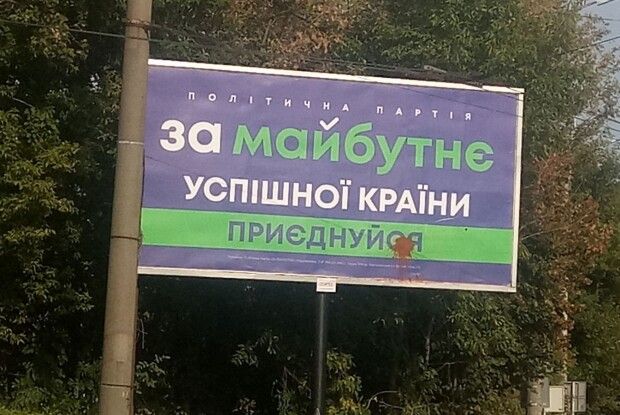 ПОЛІТИЧНА ПАРТІЯ
за майбутнє
УСПІШНОЇ КРАЇНИ
ПРИЄДНУЙСЯ